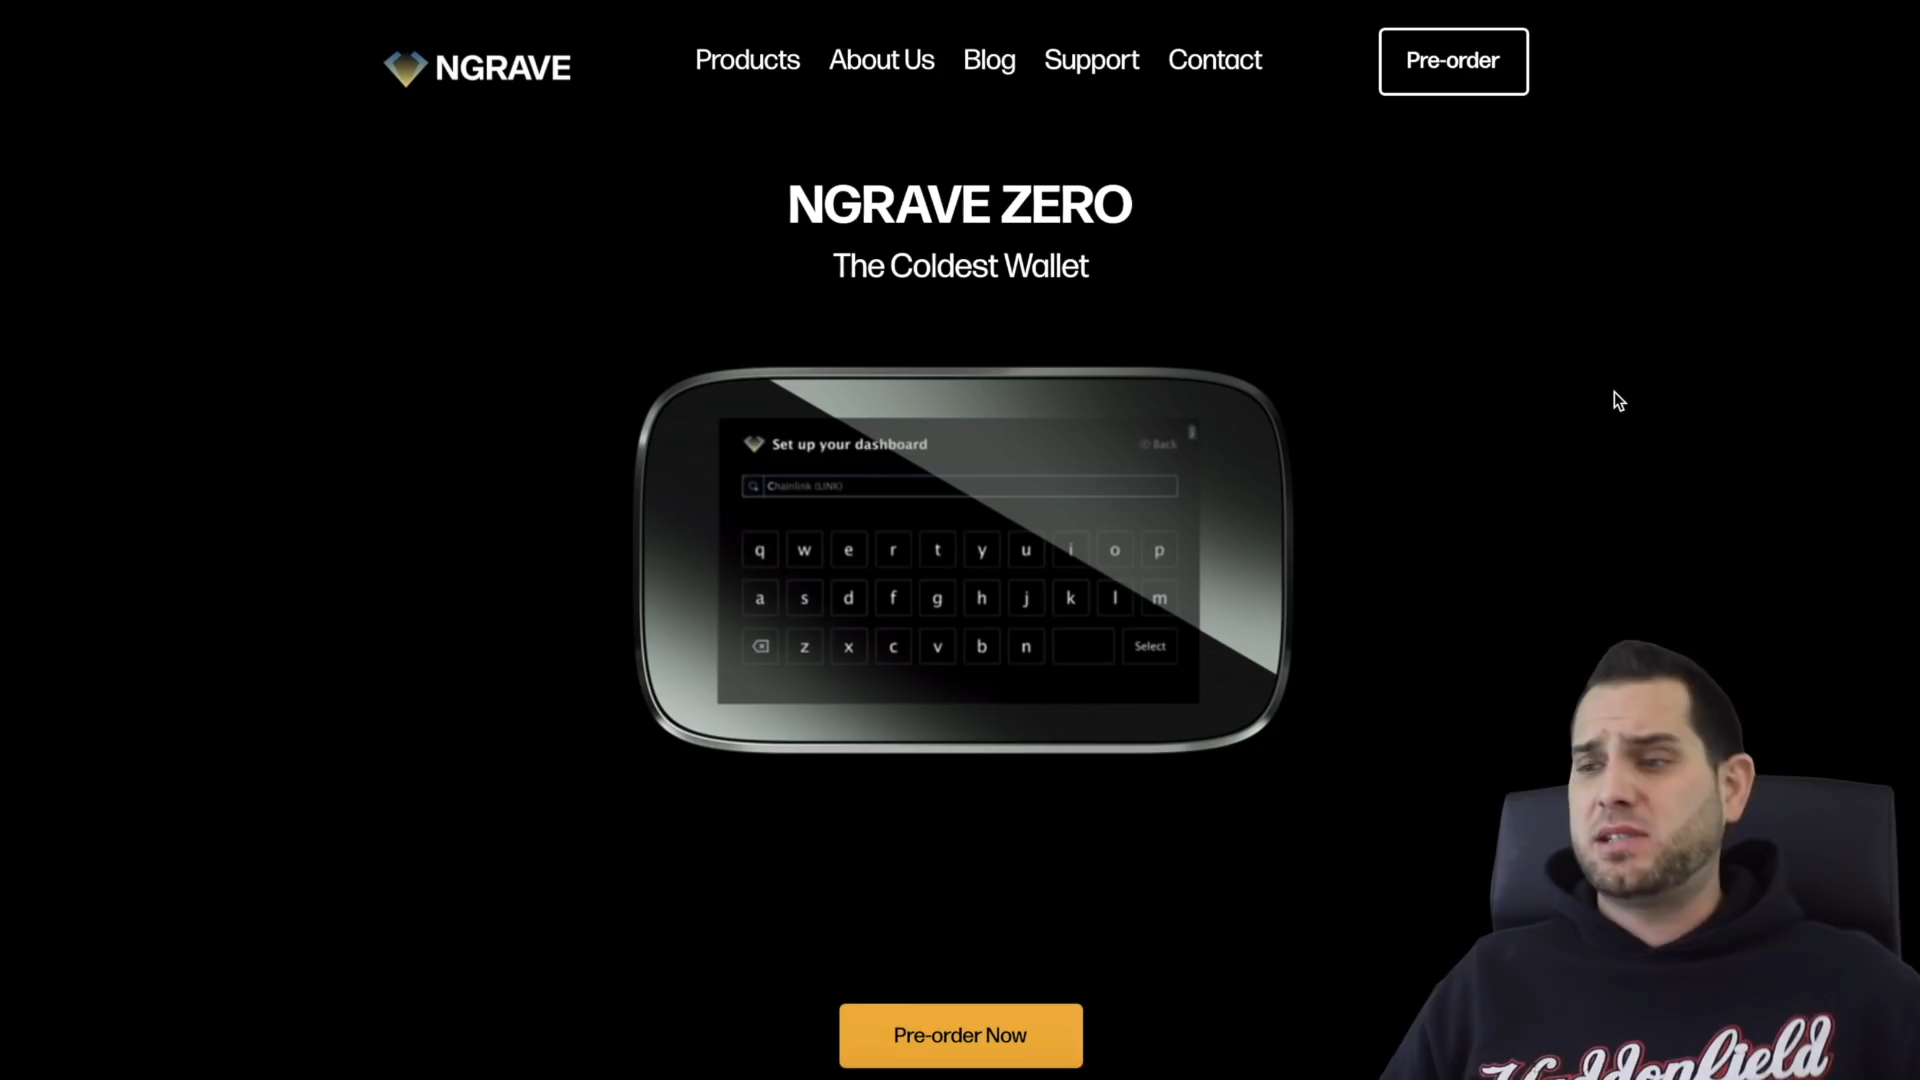 NGRAVE
Products About Us Blog Support Contact
Pre-order
NGRAVE ZERO
The Coldest Wallet
Set up your dashboard
Back
Chainlink (LINK)
q w e r t y u i o p
a s d f g h j k l m
z x c v b n
Select
Pre-order Now
Haddonfield